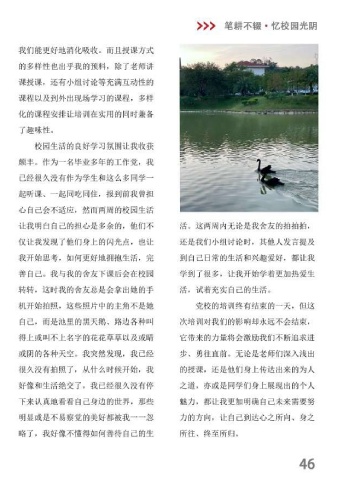 笔耕不辍·忆校园光阴
我们能更好地消化吸收。而且授课方式
的多样性也出乎我的预料，除了老师讲
课授课，还有小组讨论等充满互动性的
课程以及到外出现场学习的课程，多样
化的课程安排让培训在实用的同时兼备
了趣味性。
校园生活的良好学习氛围让我收获
颇丰。作为一名毕业多年的工作党，我
已经很久没有作为学生和这么多同学一
起听课、一起同吃同住，报到前我曾担
心自己会不适应，然而两周的校园生活
让我明白自己的担心是多余的，他们不
仅让我发现了他们身上的闪光点，也让
我开始思考，如何更好地拥抱生活，完
善自己。我与我的舍友下课后会在校园
转转，这时我的舍友总是会拿出她的手
机开始拍照，这些照片中的主角不是她
自己，而是池里的黑天鹅、路边各种叫
得上或叫不上名字的花花草草以及或晴
或阴的各种天空。我突然发现，我已经
很久没有拍照了，从什么时候开始，我
好像和生活绝交了，我已经很久没有停
下来认真地看看自己身边的世界，那些
明显或是不易察觉的美好都被我一一忽
略了，我好像不懂得如何善待自己的生
活。这两周内无论是我舍友的拍拍拍，
还是我们小组讨论时，其他人发言提及
到自己日常的生活和兴趣爱好，都让我
学到了很多，让我开始学着更加热爱生
活，试着充实自己的生活。
党校的培训终有结束的一天，但这
次培训对我们的影响却永远不会结束，
它带来的力量将会激励我们不断追求进
步、勇往直前。无论是老师们深入浅出
的授课，还是他们身上传达出来的为人
之道，亦或是同学们身上展现出的个人
魅力，都让我更加明确自己未来需要努
力的方向，让自己到达心之所向、身之
所往、终至所归。
46